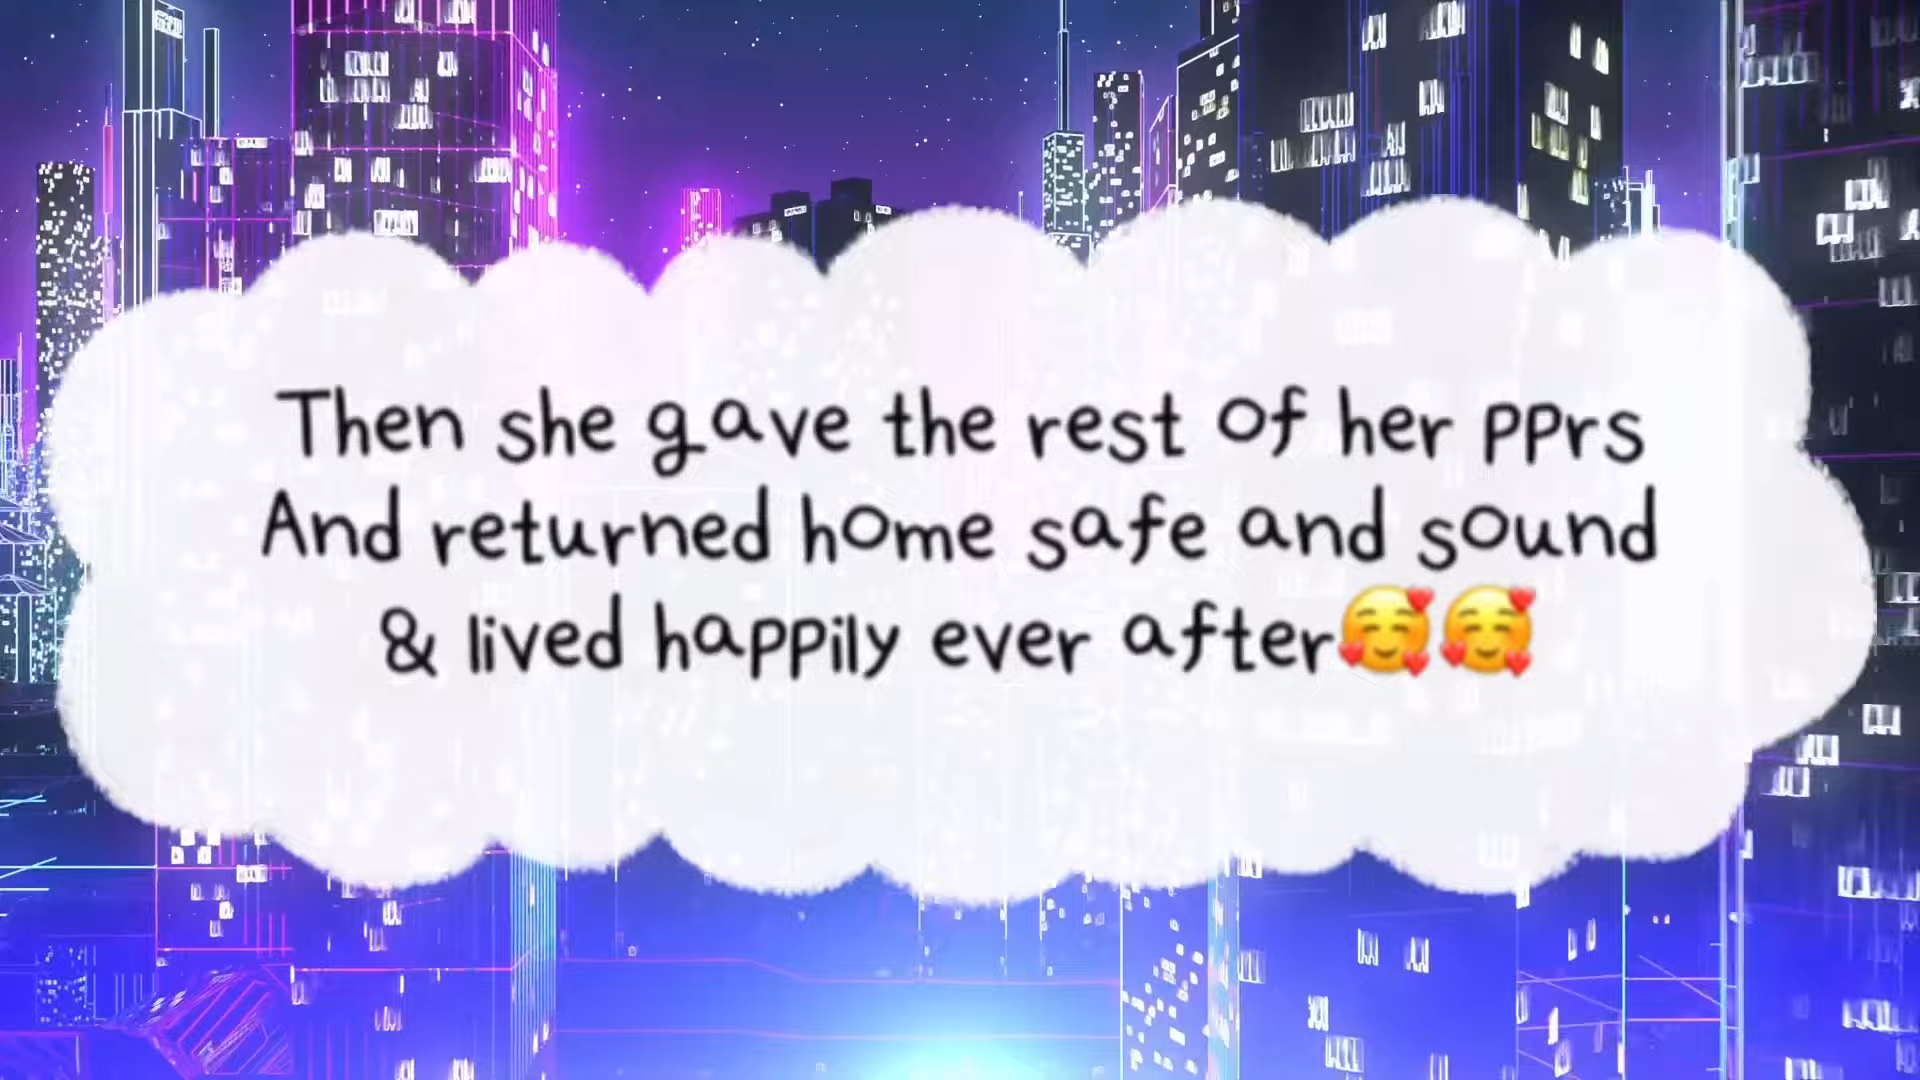 Then she gave the rest of her pprs
And returned home safe and sound
& lived happily ever after🥰🥰